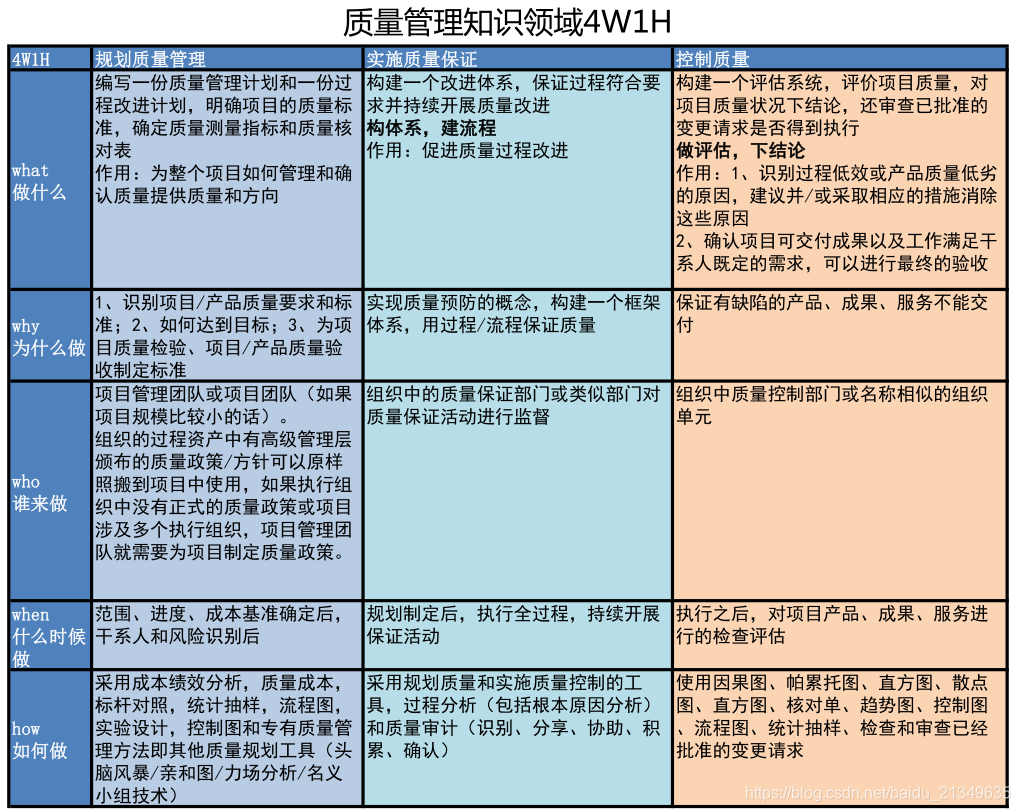 质量管理知识领域4W1H
4W1H
规划质量管理
实施质量保证
控制质量
what
做什么
编写一份质量管理计划和一份过
程改进计划，明确项目的质量标
准，确定质量测量指标和质量核
对表
作用：为整个项目如何管理和确
认质量提供质量和方向
构建一个改进体系，保证过程符合要
求并持续开展质量改进
构体系，建流程
作用：促进质量过程改进
构建一个评估系统，评价项目质量，对
项目质量状况下结论，还审查已批准的
变更请求是否得到执行
做评估，下结论
作用：1、识别过程低效或产品质量低劣
的原因，建议并/或采取相应的措施消除
这些原因
2、确认项目可交付成果以及工作满足干
系人既定的需求，可以进行最终的验收
why
为什么做
1、识别项目/产品质量要求和标
准；2、如何达到目标；3、为项
目质量检验、项目/产品质量验
收制定标准
实现质量预防的概念，构建一个框架
体系，用过程/流程保证质量
保证有缺陷的产品、成果、服务不能交
付
who
谁来做
项目管理团队或项目团队（如果
项目规模比较小的话）。
组织的过程资产中有高级管理层
颁布的质量政策/方针可以原样
照搬到项目中使用，如果执行组
织中没有正式的质量政策或项目
涉及多个执行组织，项目管理团
队就需要为项目制定质量政策。
组织中的质量保证部门或类似部门对
质量保证活动进行监督
组织中质量控制部门或名称相似的组织
单元
when
什么时候
做
范围、进度、成本基准确定后，
干系人和风险识别后
规划制定后，执行全过程，持续开展
保证活动
执行之后，对项目产品、成果、服务进
行的检查评估
how
如何做
采用成本绩效分析，质量成本，
标杆对照，统计抽样，流程图，
实验设计，控制图和专有质量管
理方法即其他质量规划工具（头
脑风暴/亲和图/力场分析/名义
小组技术）
采用规划质量和实施质量控制的工
具，过程分析（包括根本原因分析）
和质量审计（识别、分享、协助、积
累、确认）
使用因果图、帕累托图、直方图、散点
图、直方图、核对单、趋势图、控制图
、流程图、统计抽样、检查和审查已经
批准的变更请求
https://blog.csdn.net/baidu_21349635